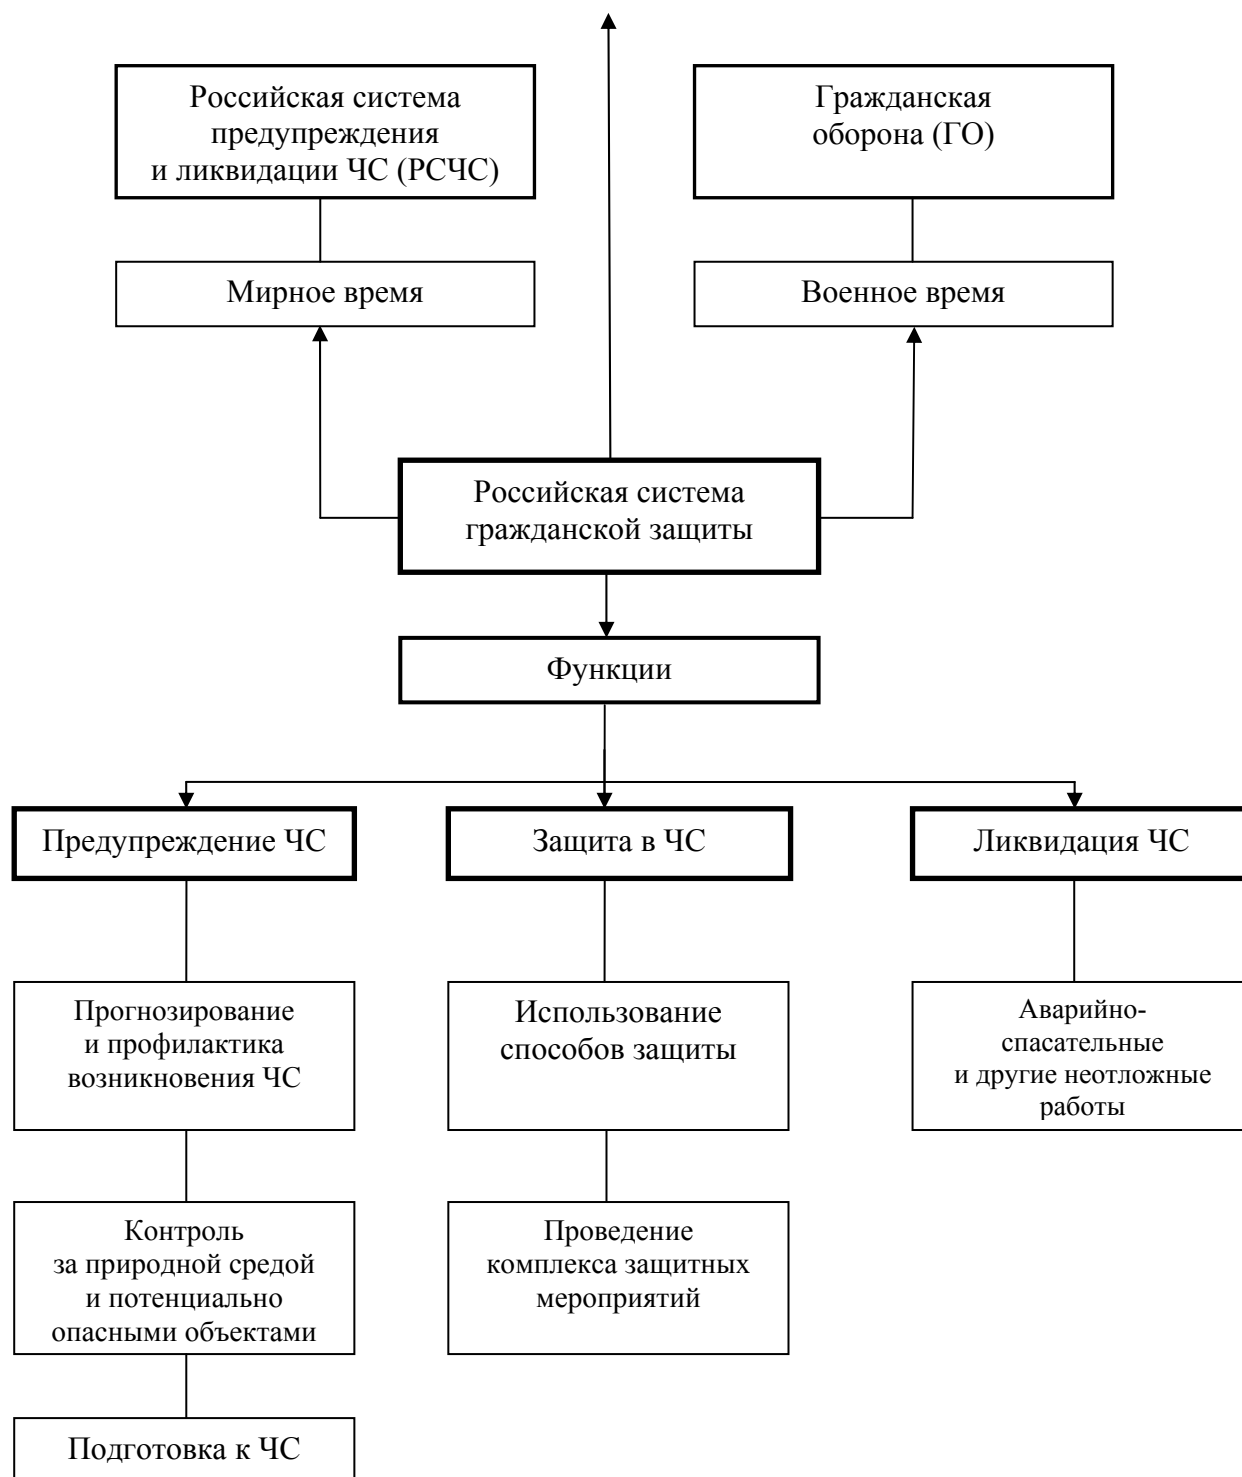 Российская система
предупреждения
и ликвидации ЧС (РСЧС)
Гражданская
оборона (ГО)
Мирное время
Военное время
Российская система
гражданской защиты
Функции
Предупреждение ЧС
Защита в ЧС
Ликвидация ЧС
Прогнозирование
и профилактика
возникновения ЧС
Использование
способов защиты
Аварийно-
спасательные
и другие неотложные
работы
Контроль
за природной средой
и потенциально
опасными объектами
Проведение
комплекса защитных
мероприятий
Подготовка к ЧС